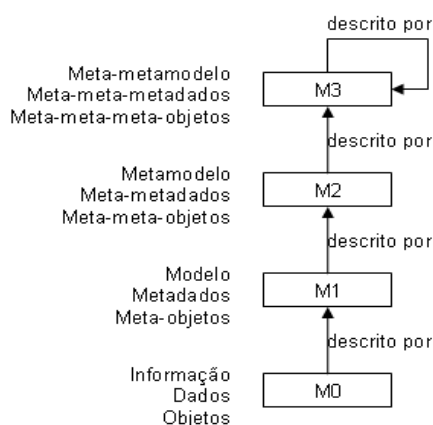 descrito por
Meta-metamodelo
Meta-meta-metadados
Meta-meta-meta-objetos
M3
descrito por
Metamodelo
Meta-metadados
Meta-meta-objetos
M2
descrito por
Modelo
Metadados
Meta-objetos
M1
descrito por
Informação
Dados
Objetos
M0